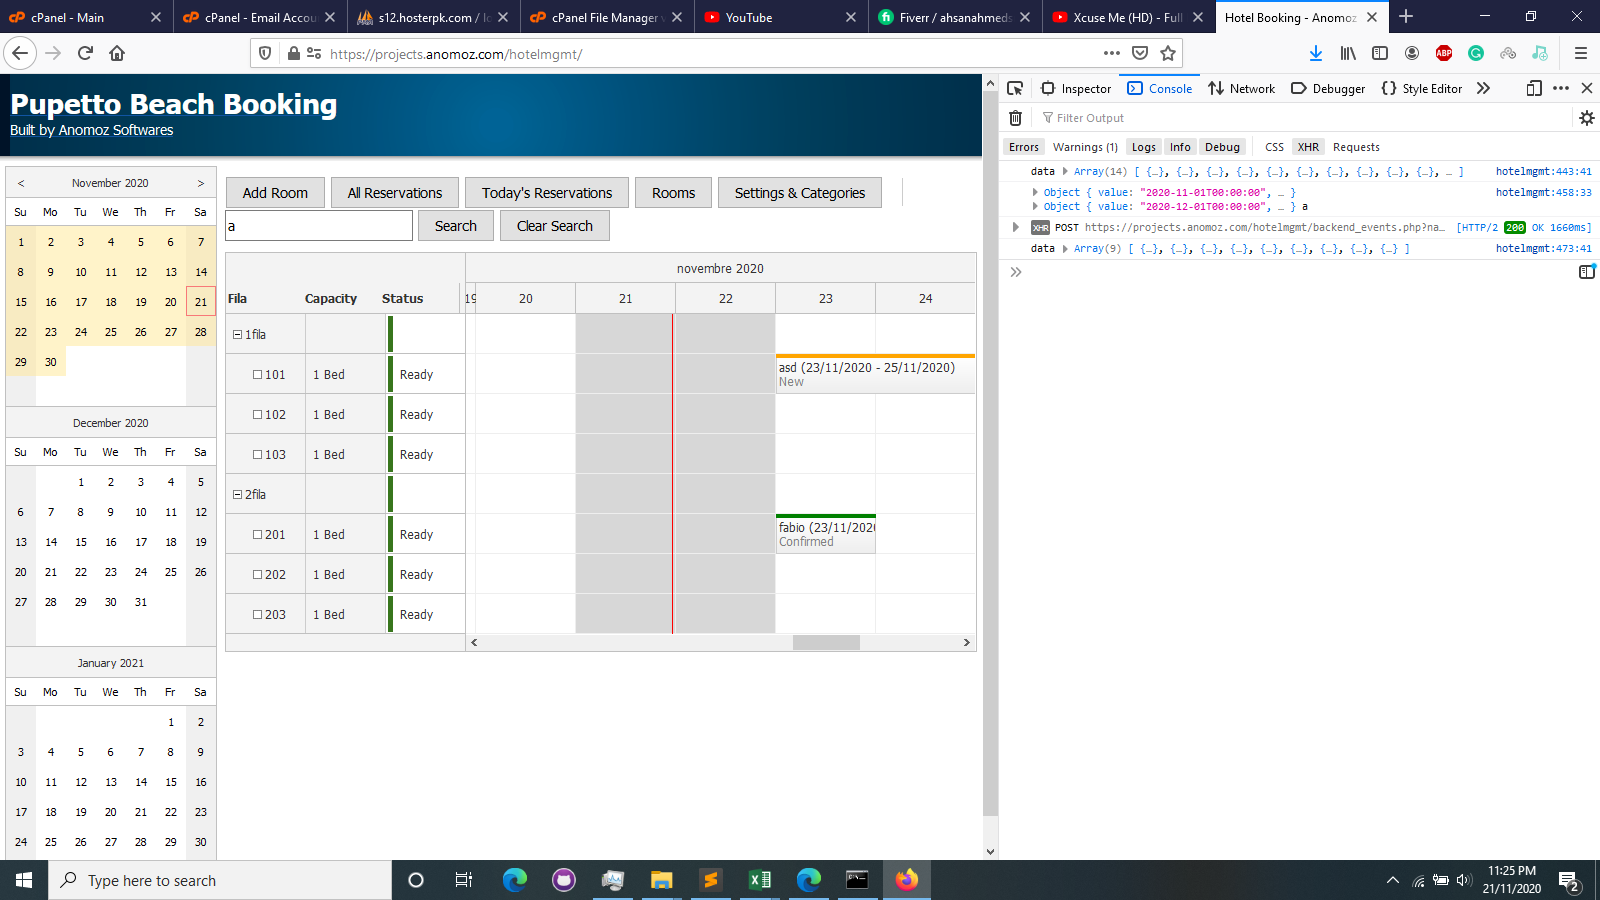 cPanel - Main
cPanel - Email Accou
s12.hosterpk.com / lo
cPanel File Manager v
YouTube
Fiverr / ahsanahmeds
Xcuse Me (HD) - Full
Hotel Booking - Anomoz
https://projects.anomoz.com/hotelmgmt/
ABP
Pupetto Beach Booking
Built by Anomoz Softwares
< November 2020 >
Su Mo Tu We Th Fr Sa
1 2 3 4 5 6 7
8 9 10 11 12 13 14
15 16 17 18 19 20 21
22 23 24 25 26 27 28
29 30
December 2020
Su Mo Tu We Th Fr Sa
1 2 3 4 5
6 7 8 9 10 11 12
13 14 15 16 17 18 19
20 21 22 23 24 25 26
27 28 29 30 31
January 2021
Su Mo Tu We Th Fr Sa
1 2
3 4 5 6 7 8 9
10 11 12 13 14 15 16
17 18 19 20 21 22 23
24 25 26 27 28 29 30
Add Room All Reservations Today's Reservations Rooms Settings & Categories
a Search Clear Search
novembre 2020
Fila Capacity Status 19 20 21 22 23 24
1fila
101 1 Bed Ready
asd (23/11/2020 - 25/11/2020)
New
102 1 Bed Ready
103 1 Bed Ready
2fila
201 1 Bed Ready
fabio (23/11/202
Confirmed
202 1 Bed Ready
203 1 Bed Ready
Inspector Console Network Debugger Style Editor
Filter Output
Errors Warnings (1) Logs Info Debug CSS XHR Requests
data Array(14) [ {…}, {…}, {…}, {…}, {…}, {…}, {…}, {…}, {…}, {…}, … ] hotelmgmt:443:41
Object { value: "2020-11-01T00:00:00", … } hotelmgmt:458:33
Object { value: "2020-12-01T00:00:00", … } a
XHR POST https://projects.anomoz.com/hotelmgmt/backend_events.php?na… [HTTP/2 200 OK 1660ms]
data Array(9) [ {…}, {…}, {…}, {…}, {…}, {…}, {…}, {…}, {…} ] hotelmgmt:473:41
Type here to search
11:25 PM
21/11/2020
2